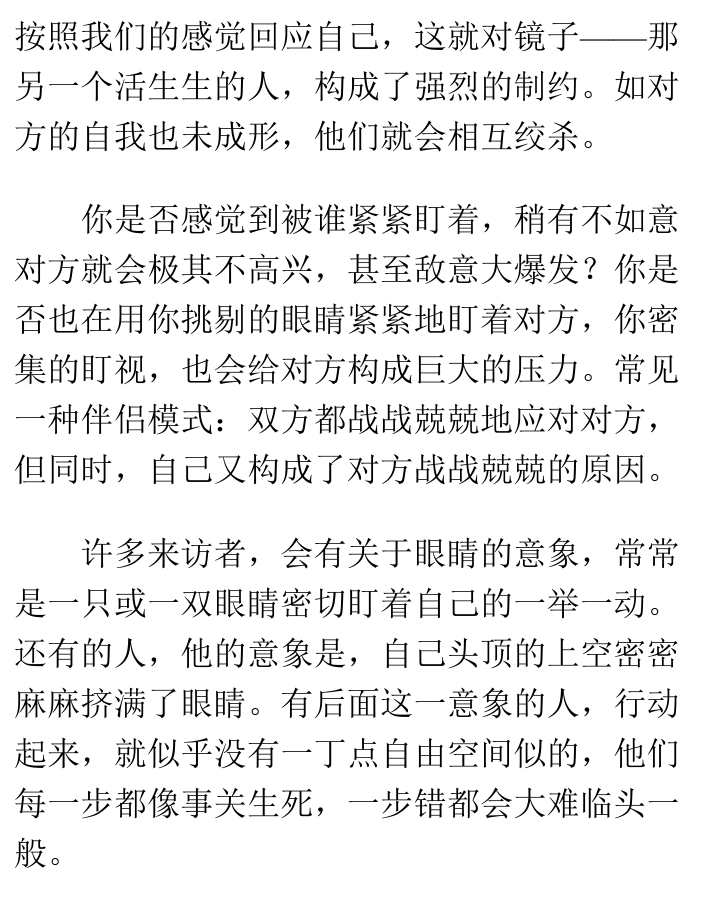 按照我们的感觉回应自己，这就对镜子——那
另一个活生生的人，构成了强烈的制约。如对
方的自我也未成形，他们就会相互绞杀。
你是否感觉到被谁紧紧盯着，稍有不如意
对方就会极其不高兴，甚至敌意大爆发？你是
否也在用你挑剔的眼睛紧紧地盯着对方，你密
集的盯视，也会给对方构成巨大的压力。常见
一种伴侣模式：双方都战战兢兢地应对对方，
但同时，自己又构成了对方战战兢兢的原因。
许多来访者，会有关于眼睛的意象，常常
是一只或一双眼睛密切盯着自己的一举一动。
还有的人，他的意象是，自己头顶的上空密密
麻麻挤满了眼睛。有后面这一意象的人，行动
起来，就似乎没有一丁点自由空间似的，他们
每一步都像事关生死，一步错都会大难临头一
般。